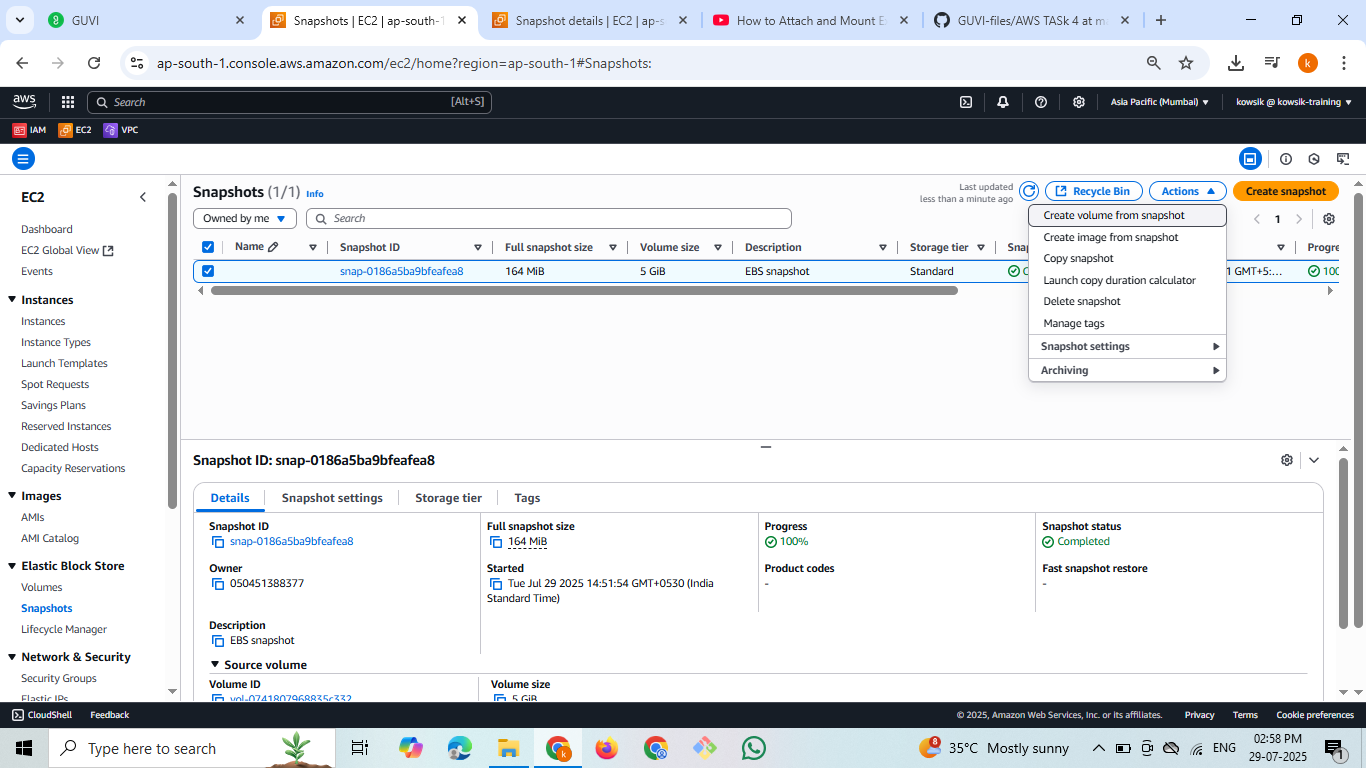 GUVI
Snapshots | EC2 | ap-south-1
Snapshot details | EC2 | ap-s
How to Attach and Mount E
GUVI-files/AWS TASk 4 at ma
ap-south-1.console.aws.amazon.com/ec2/home?region=ap-south-1#Snapshots:
k
aws
Search
[Alt+S]
Asia Pacific (Mumbai)
kowsik @ kowsik-training
IAM
EC2
VPC
EC2
Dashboard
EC2 Global View
Events
Instances
Instances
Instance Types
Launch Templates
Spot Requests
Savings Plans
Reserved Instances
Dedicated Hosts
Capacity Reservations
Images
AMIs
AMI Catalog
Elastic Block Store
Volumes
Snapshots
Lifecycle Manager
Network & Security
Security Groups
Elastic IPs
Snapshots (1/1) Info
Last updated
less than a minute ago
Recycle Bin
Actions
Create snapshot
Owned by me
Search
1
Name
Snapshot ID
Full snapshot size
Volume size
Description
Storage tier
Snap
Progre
snap-0186a5ba9bfeafea8
164 MiB
5 GiB
EBS snapshot
Standard
1 GMT+5:...
100
Create volume from snapshot
Create image from snapshot
Copy snapshot
Launch copy duration calculator
Delete snapshot
Manage tags
Snapshot settings
Archiving
Snapshot ID: snap-0186a5ba9bfeafea8
Details
Snapshot settings
Storage tier
Tags
Snapshot ID
snap-0186a5ba9bfeafea8
Full snapshot size
164 MiB
Progress
100%
Snapshot status
Completed
Owner
050451388377
Started
Tue Jul 29 2025 14:51:54 GMT+0530 (India
Standard Time)
Product codes
-
Fast snapshot restore
-
Description
EBS snapshot
Source volume
Volume ID
vol-0741807968835c332
Volume size
5 GiB
CloudShell
Feedback
© 2025, Amazon Web Services, Inc. or its affiliates.
Privacy
Terms
Cookie preferences
Type here to search
k
35°C Mostly sunny
ENG
02:58 PM
29-07-2025
1